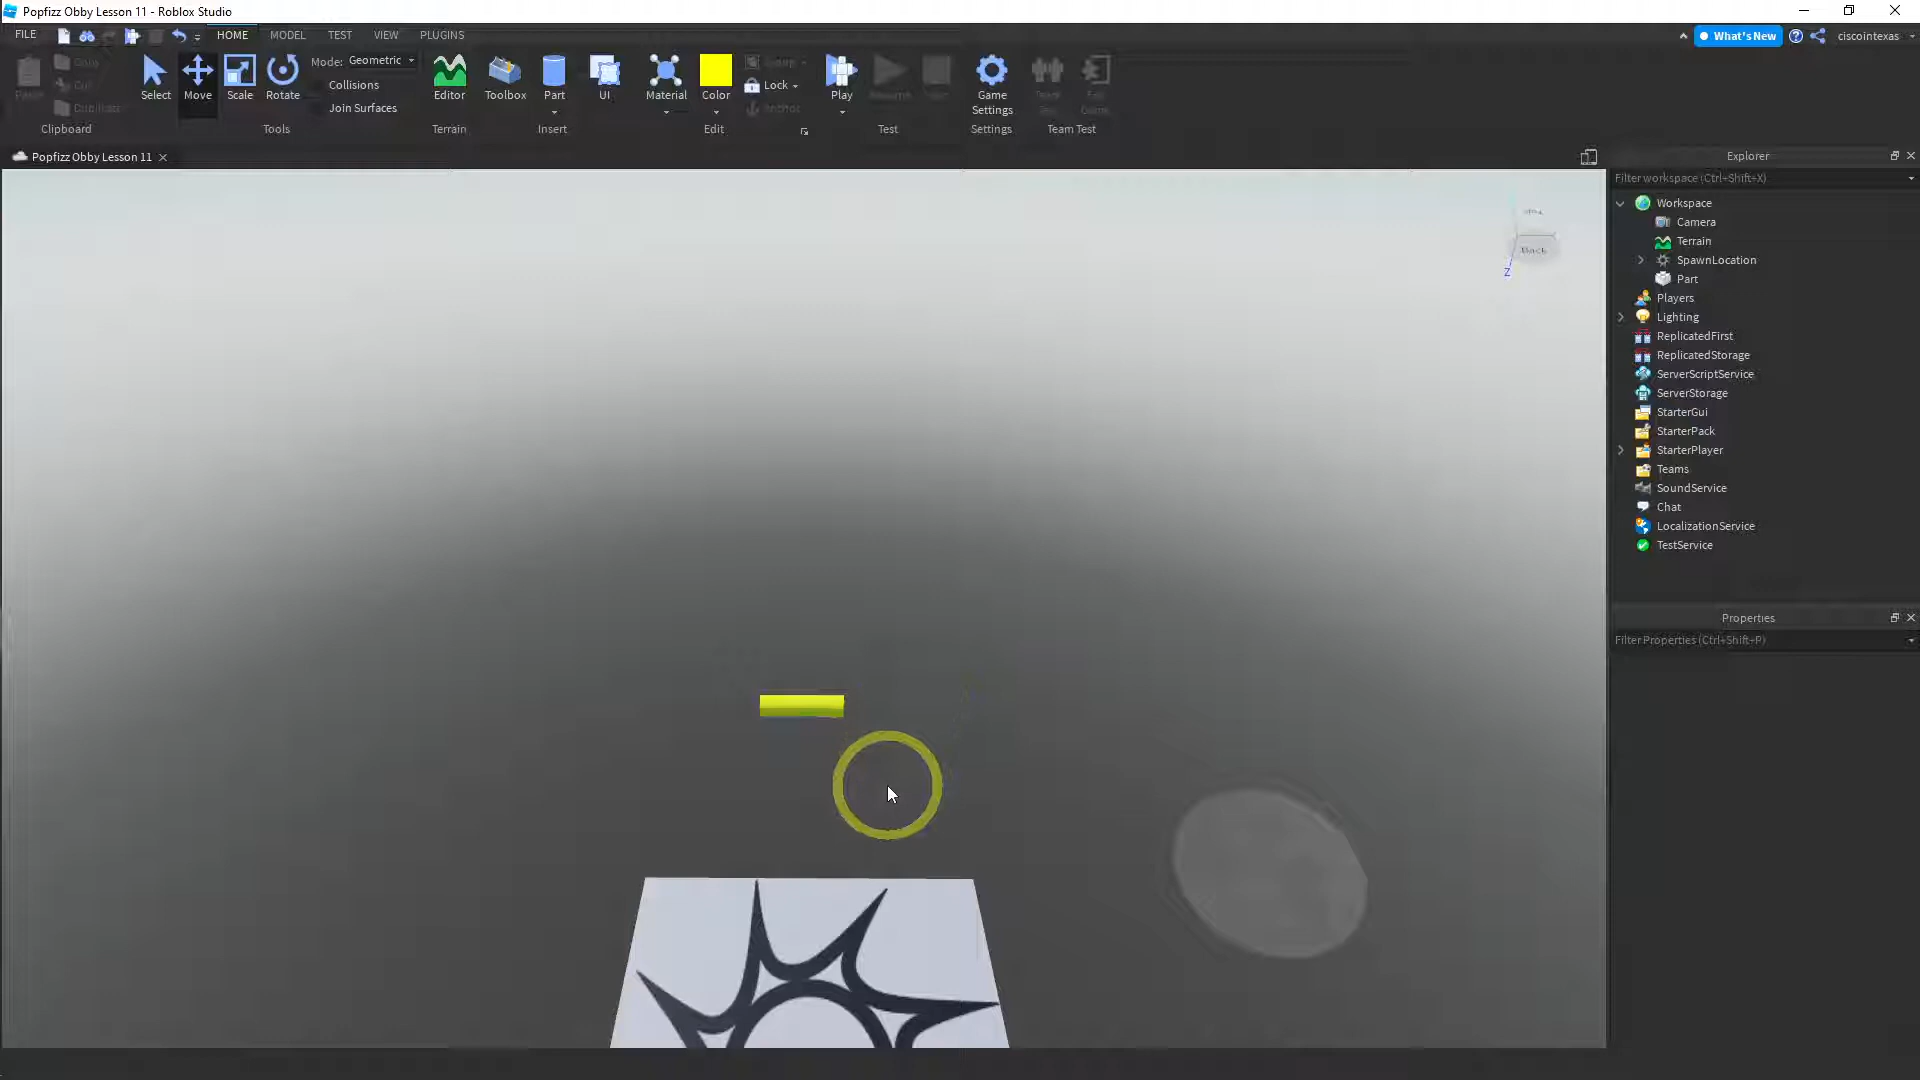 Popfizz Obby Lesson 11 - Roblox Studio
FILE HOME MODEL TEST VIEW PLUGINS What's New ciscointexas
Copy
Cut
Paste
Duplicate
Clipboard
Select Move Scale Rotate
Mode: Geometric
Collisions
Join Surfaces
Tools
Editor
Terrain
Toolbox Part UI
Insert
Material Color
Group
Lock
Anchor
Edit
Play
Test
Game
Settings
Settings
Team
Test
Exit
Game
Team Test
Popfizz Obby Lesson 11
Back
Z
Explorer
Filter workspace (Ctrl+Shift+X)
Workspace
Camera
Terrain
SpawnLocation
Part
Players
Lighting
ReplicatedFirst
ReplicatedStorage
ServerScriptService
ServerStorage
StarterGui
StarterPack
StarterPlayer
Teams
SoundService
Chat
LocalizationService
TestService
Properties
Filter Properties (Ctrl+Shift+P)